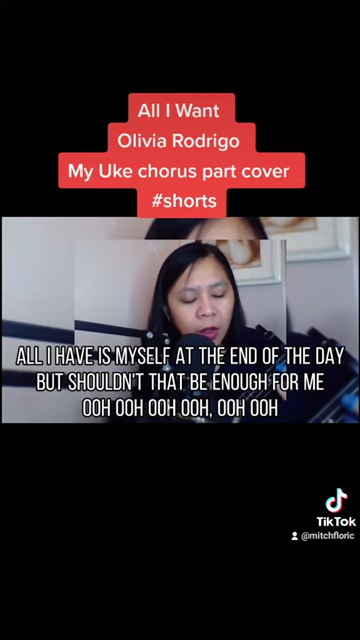 All I Want
Olivia Rodrigo
My Uke chorus part cover
#shorts
ALL I HAVE IS MYSELF AT THE END OF THE DAY
BUT SHOULDN'T THAT BE ENOUGH FOR ME
OOH OOH OOH OOH, OOH OOH
TikTok
@mitchfloric